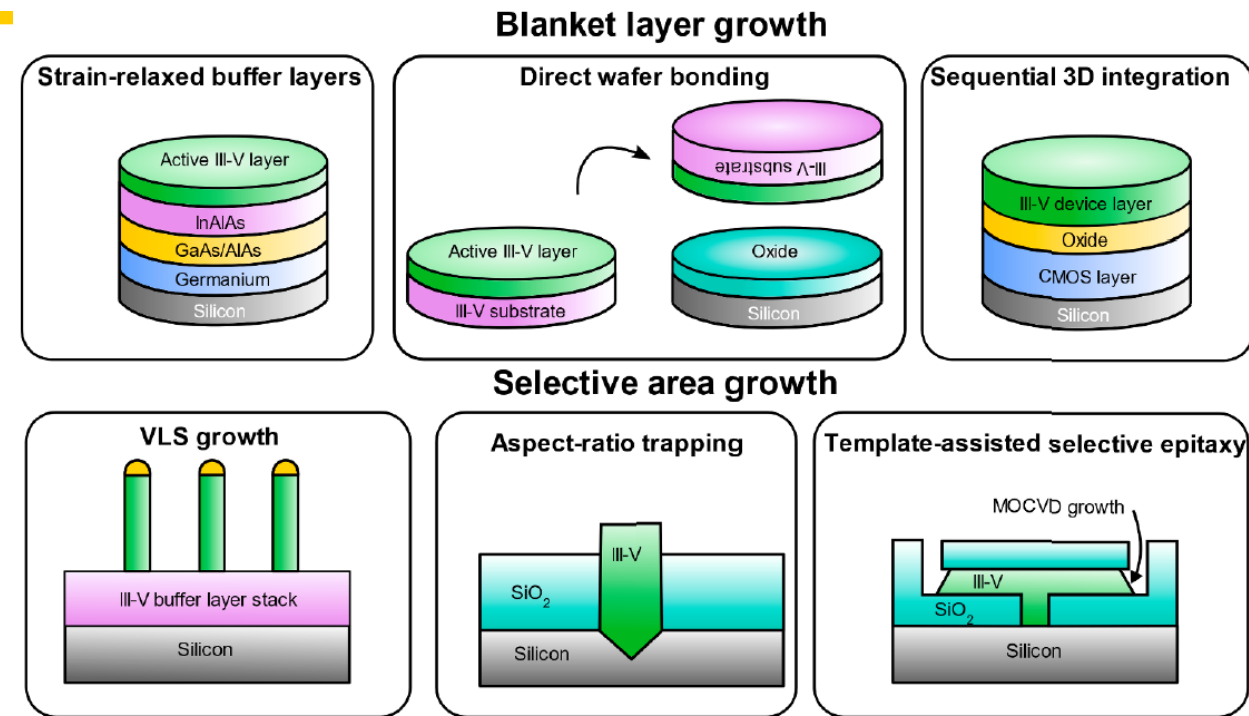 Blanket layer growth
Strain-relaxed buffer layers
Active III-V layer
InAlAs
GaAs/AlAs
Germanium
Silicon
Direct wafer bonding
III-V substrate
Active III-V layer
III-V substrate
Oxide
Sequential 3D integration
III-V device layer
Oxide
CMOS layer
Silicon
Selective area growth
VLS growth
III-V buffer layer stack
Silicon
Aspect-ratio trapping
III-V
SiO₂
Silicon
Template-assisted selective epitaxy
MOCVD growth
III-V
SiO₂
Silicon